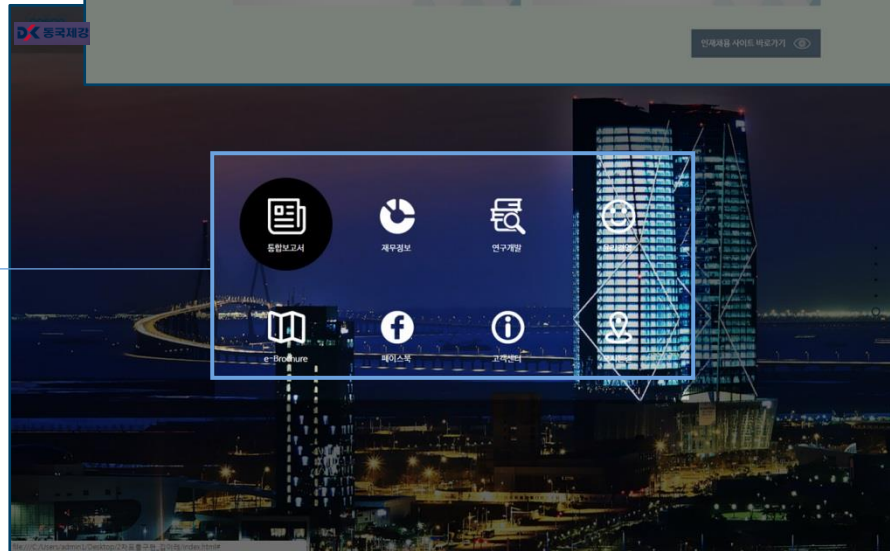 동국제강
인재채용 사이트 바로가기
통합보고서
재무정보
연구개발
e-Brochure
페이스북
고객센터